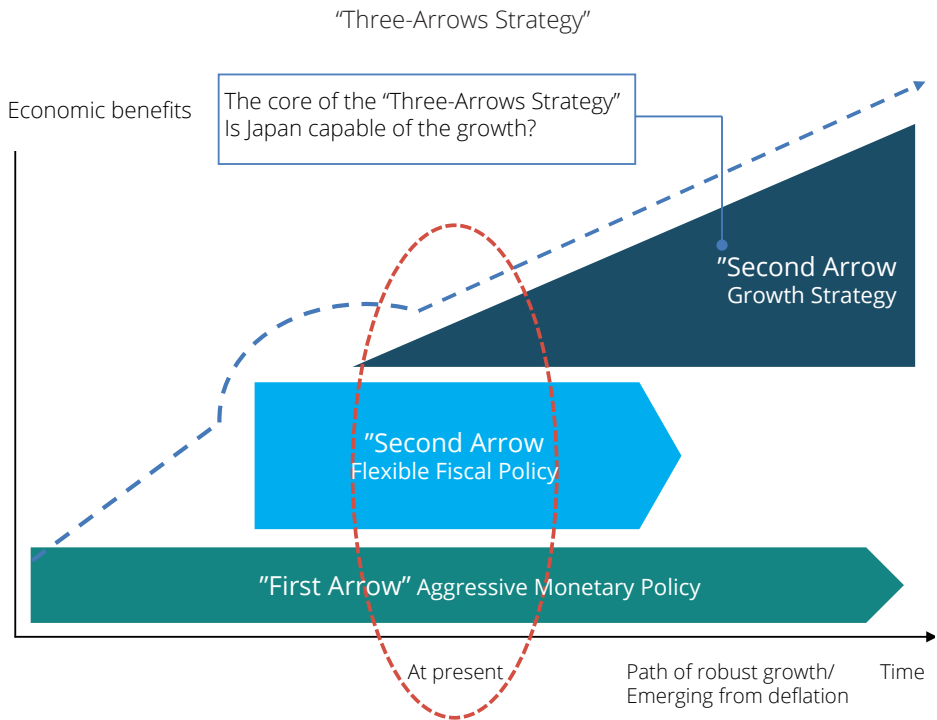 “Three-Arrows Strategy”
Economic benefits
The core of the “Three-Arrows Strategy”
Is Japan capable of the growth?
”Second Arrow
Growth Strategy
”Second Arrow
Flexible Fiscal Policy
”First Arrow” Aggressive Monetary Policy
At present
Path of robust growth/
Emerging from deflation
Time